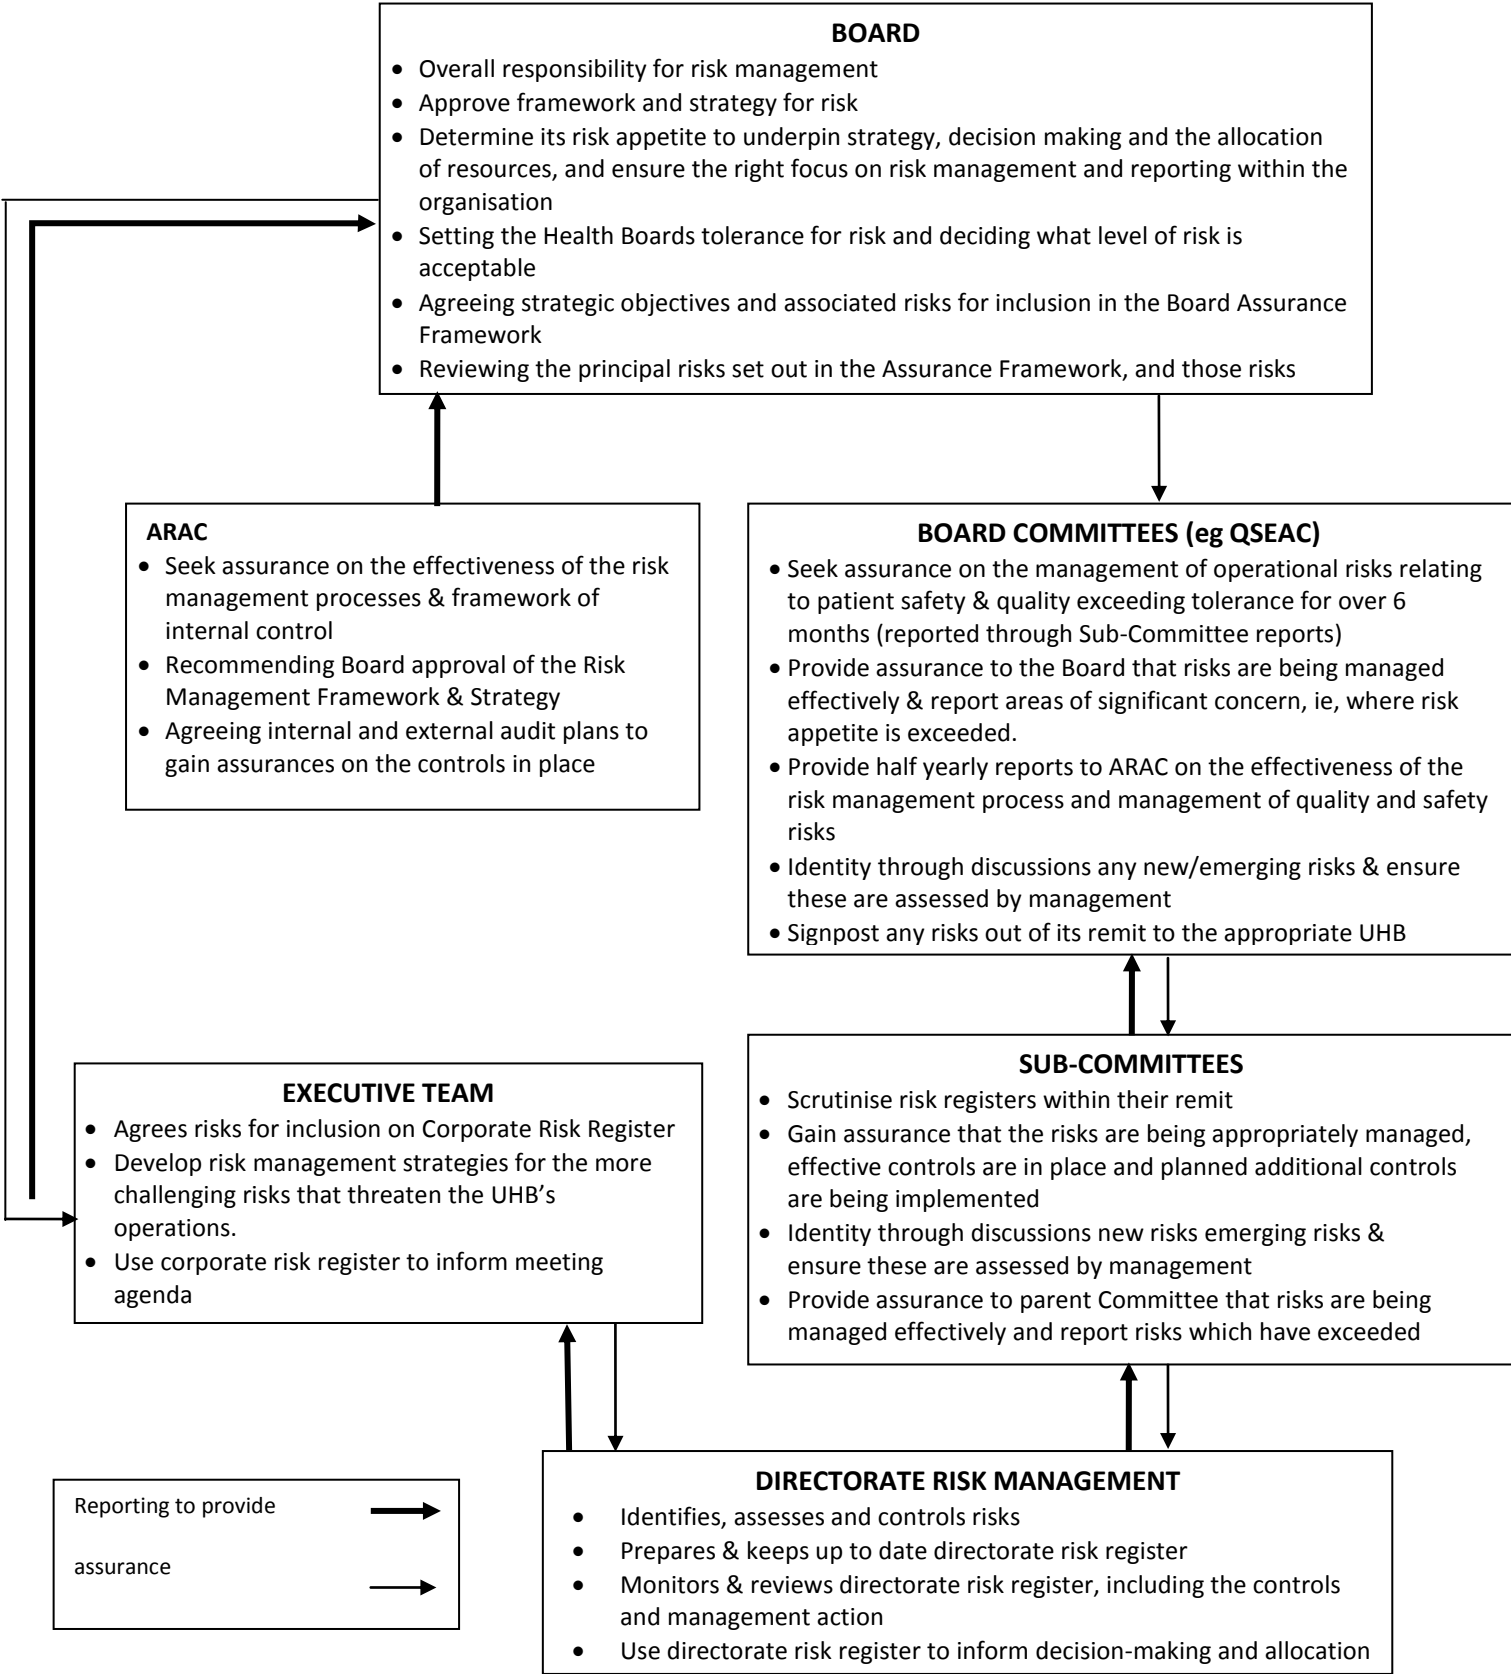 BOARD
• Overall responsibility for risk management
• Approve framework and strategy for risk
• Determine its risk appetite to underpin strategy, decision making and the allocation
of resources, and ensure the right focus on risk management and reporting within the
organisation
• Setting the Health Boards tolerance for risk and deciding what level of risk is
acceptable
• Agreeing strategic objectives and associated risks for inclusion in the Board Assurance
Framework
• Reviewing the principal risks set out in the Assurance Framework, and those risks
ARAC
• Seek assurance on the effectiveness of the risk
management processes & framework of
internal control
• Recommending Board approval of the Risk
Management Framework & Strategy
• Agreeing internal and external audit plans to
gain assurances on the controls in place
BOARD COMMITTEES (eg QSEAC)
• Seek assurance on the management of operational risks relating
to patient safety & quality exceeding tolerance for over 6
months (reported through Sub-Committee reports)
• Provide assurance to the Board that risks are being managed
effectively & report areas of significant concern, ie, where risk
appetite is exceeded.
• Provide half yearly reports to ARAC on the effectiveness of the
risk management process and management of quality and safety
risks
• Identity through discussions any new/emerging risks & ensure
these are assessed by management
• Signpost any risks out of its remit to the appropriate UHB
EXECUTIVE TEAM
• Agrees risks for inclusion on Corporate Risk Register
• Develop risk management strategies for the more
challenging risks that threaten the UHB's
operations.
• Use corporate risk register to inform meeting
agenda
SUB-COMMITTEES
• Scrutinise risk registers within their remit
• Gain assurance that the risks are being appropriately managed,
effective controls are in place and planned additional controls
are being implemented
• Identity through discussions new risks emerging risks &
ensure these are assessed by management
• Provide assurance to parent Committee that risks are being
managed effectively and report risks which have exceeded
DIRECTORATE RISK MANAGEMENT
• Identifies, assesses and controls risks
• Prepares & keeps up to date directorate risk register
• Monitors & reviews directorate risk register, including the controls
and management action
• Use directorate risk register to inform decision-making and allocation
Reporting to provide
assurance